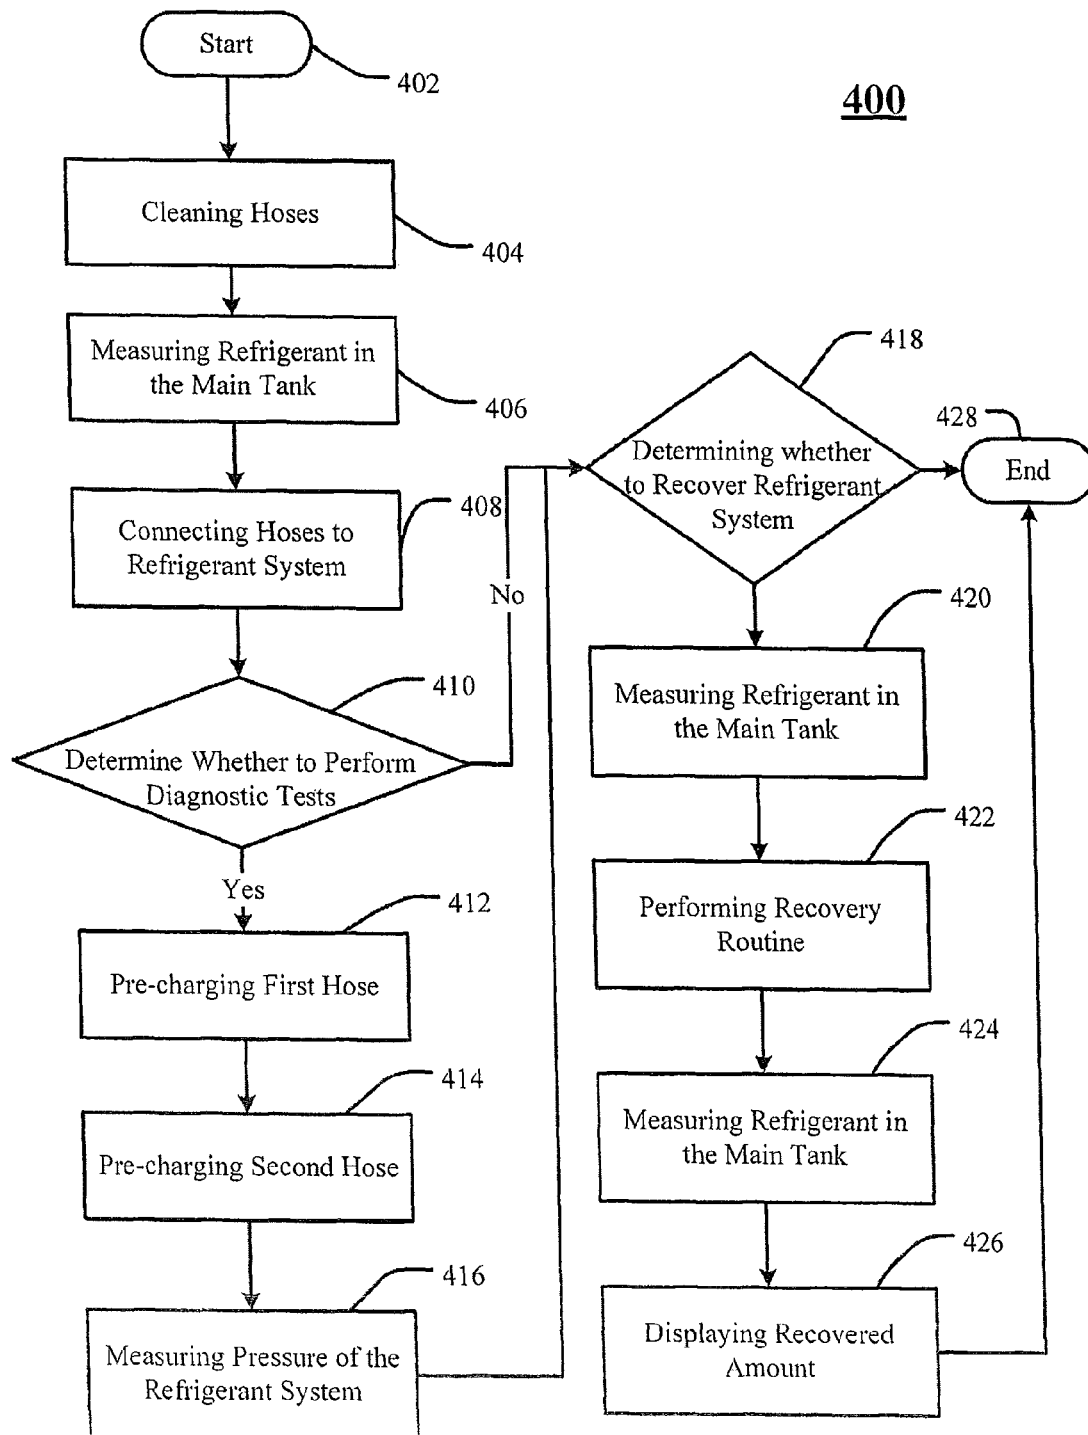 Start
402
400
Cleaning Hoses
404
Measuring Refrigerant in
the Main Tank
406
Connecting Hoses to
Refrigerant System
408
No
410
Determine Whether to Perform
Diagnostic Tests
Yes
412
Pre-charging First Hose
414
Pre-charging Second Hose
416
Measuring Pressure of the
Refrigerant System
418
Determining whether
to Recover Refrigerant
System
428
End
420
Measuring Refrigerant in
the Main Tank
422
Performing Recovery
Routine
424
Measuring Refrigerant in
the Main Tank
426
Displaying Recovered
Amount